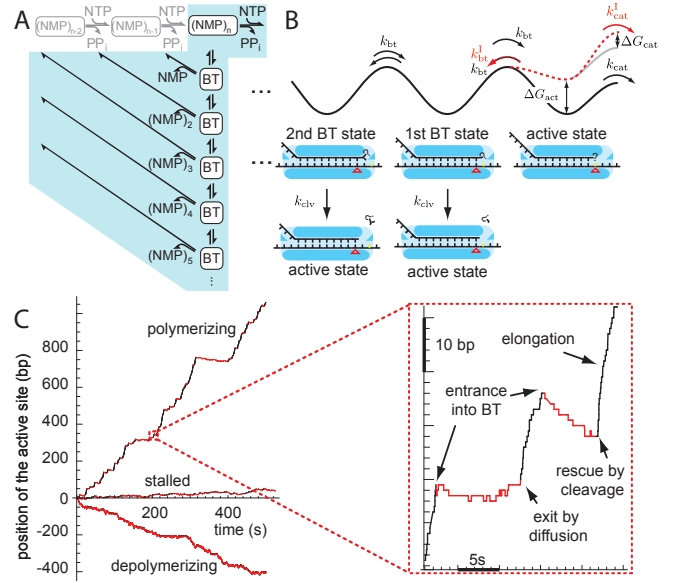 A
(NMP)n-2 NTP PPi (NMP)n-1 NTP PPi (NMP)n NTP PPi
NMP BT
(NMP)2 BT
(NMP)3 BT
(NMP)4 BT
(NMP)5 BT
⋮
B
... kbt kbt kIbt kbt kIcat ΔGcat kcat ΔGact
... 2nd BT state 1st BT state active state
kclv kclv
active state active state
C
position of the active site (bp)
800
600
400
200
0
-200
-400
polymerizing
stalled
200 400
time (s)
depolymerizing
10 bp
elongation
entrance
into BT
rescue by
cleavage
exit by
diffusion
5s